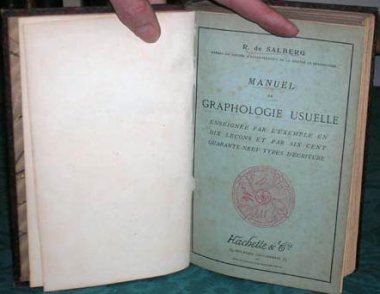 R. de SALBERG
MANUEL
DE
GRAPHOLOGIE USUELLE
ENSEIGNÉE PAR L'EXEMPLE EN
DIX LEÇONS ET PAR SIX CENT
QUARANTE-NEUF TYPES D'ÉCRITURE
Hachette & Cie